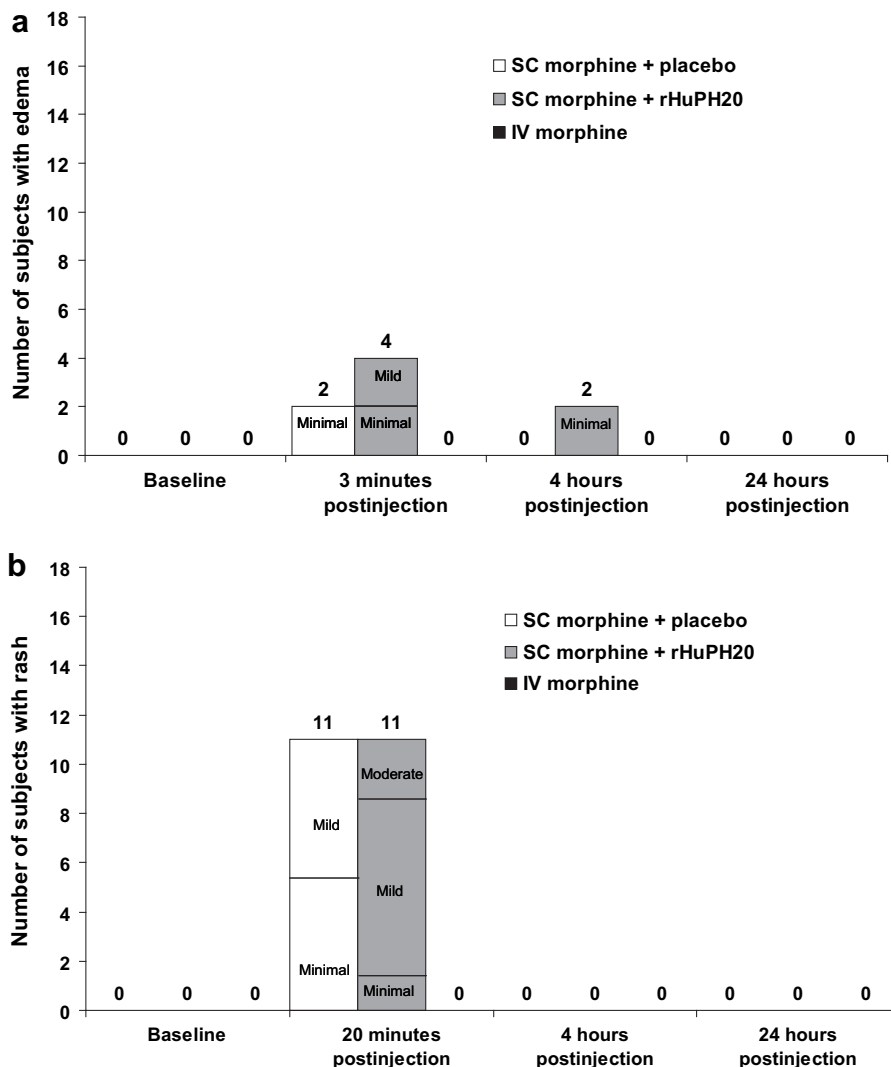 a
Number of subjects with edema
18
16
14
12
10
8
6
4
2
0
SC morphine + placebo
SC morphine + rHuPH20
IV morphine
4
2
Mild
Minimal Minimal
2
Minimal
0 0 0 0 0 0 0 0 0
Baseline
3 minutes
postinjection
4 hours
postinjection
24 hours
postinjection
b
Number of subjects with rash
18
16
14
12
10
8
6
4
2
0
SC morphine + placebo
SC morphine + rHuPH20
IV morphine
11 11
Moderate
Mild
Mild
Minimal
Minimal
0 0 0 0 0 0 0 0 0 0
Baseline
20 minutes
postinjection
4 hours
postinjection
24 hours
postinjection